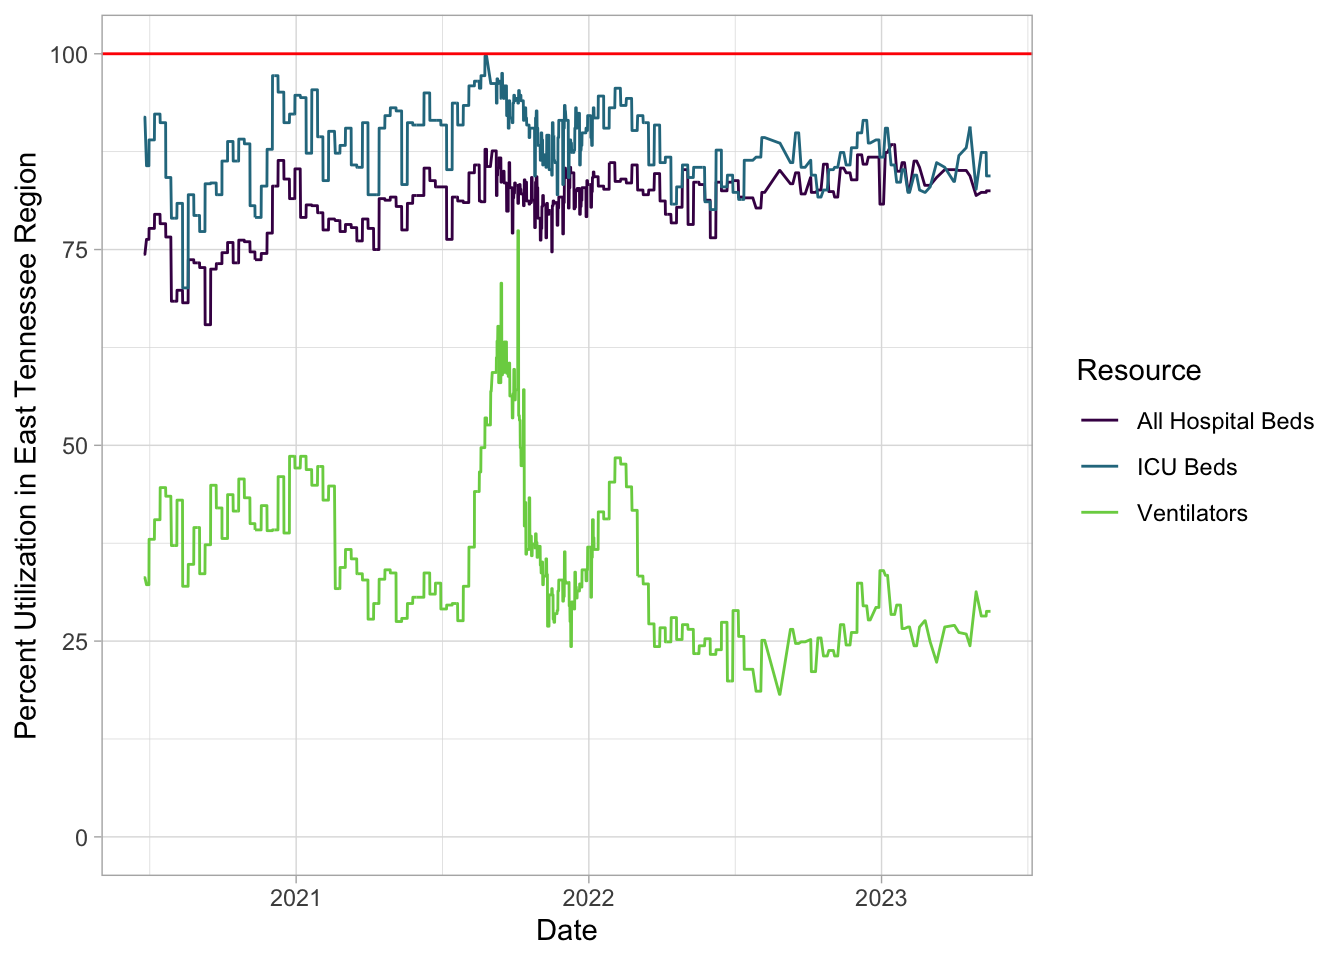 Percent Utilization in East Tennessee Region
100
75
50
25
0
2021 2022 2023
Date
Resource
All Hospital Beds
ICU Beds
Ventilators